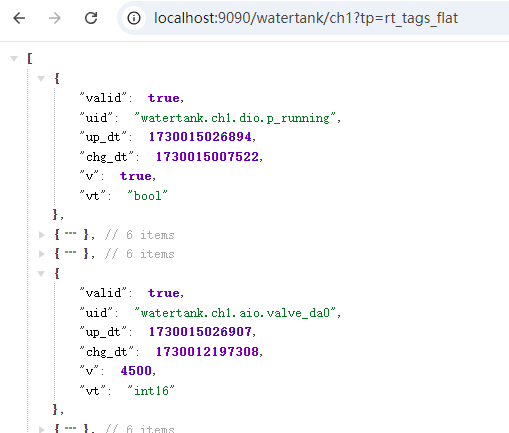 localhost:9090/watertank/ch1?tp=rt_tags_flat
[
{
"valid": true,
"uid": "watertank.ch1.dio.p_running",
"up_dt": 1730015026894,
"chg_dt": 1730015007522,
"v": true,
"vt": "bool"
},
{ ··· }, // 6 items
{ ··· }, // 6 items
{
"valid": true,
"uid": "watertank.ch1.aio.valve_da0",
"up_dt": 1730015026907,
"chg_dt": 1730012197308,
"v": 4500,
"vt": "int16"
},
{ ··· }, // 6 items